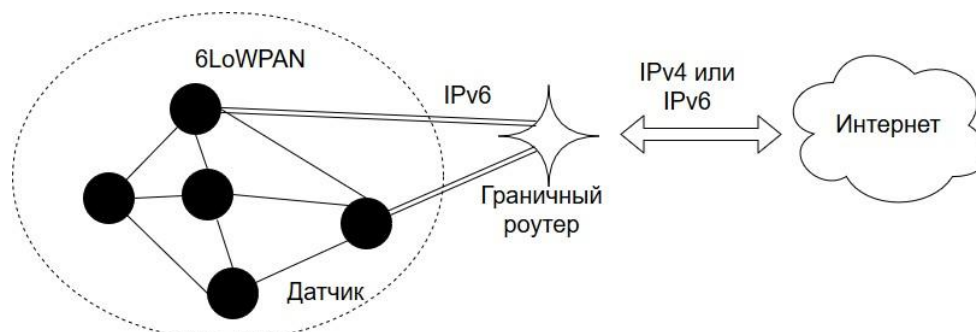 6LoWPAN
IPv6
IPv4 или
IPv6
Интернет
Граничный
роутер
Датчик